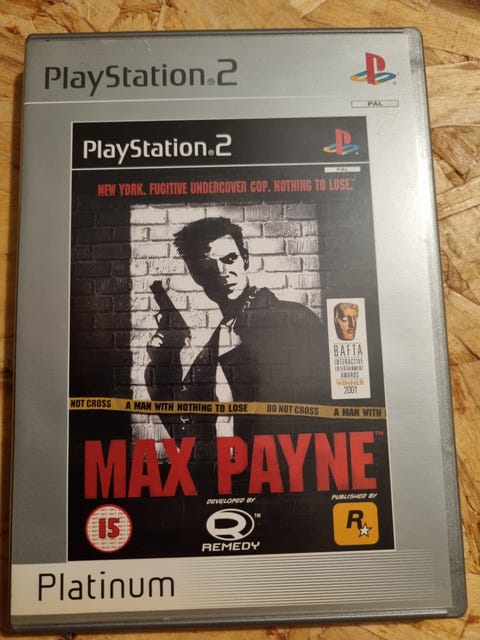 PlayStation®2
PAL
PlayStation®2
PAL
NEW YORK. FUGITIVE UNDERCOVER COP. NOTHING TO LOSE.
BAFTA
INTERACTIVE
ENTERTAINMENT
AWARDS
WINNER
2001
NOT CROSS A MAN WITH NOTHING TO LOSE DO NOT CROSS A MAN WITH
MAX PAYNE™
DEVELOPED BY
PUBLISHED BY
15
R™
R
REMEDY
Platinum